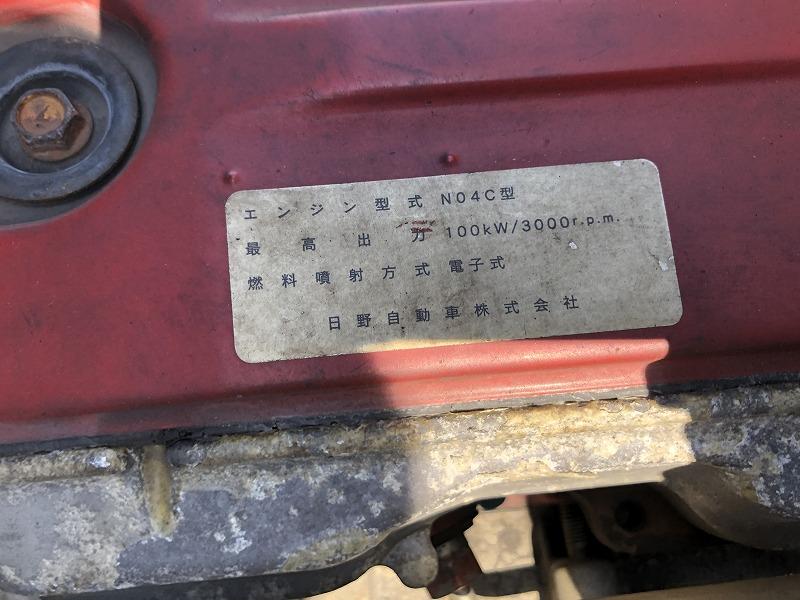 エンジン型式 N04C型
最高出力 100kW/3000r.p.m.
燃料噴射方式 電子式
日野自動車株式会社